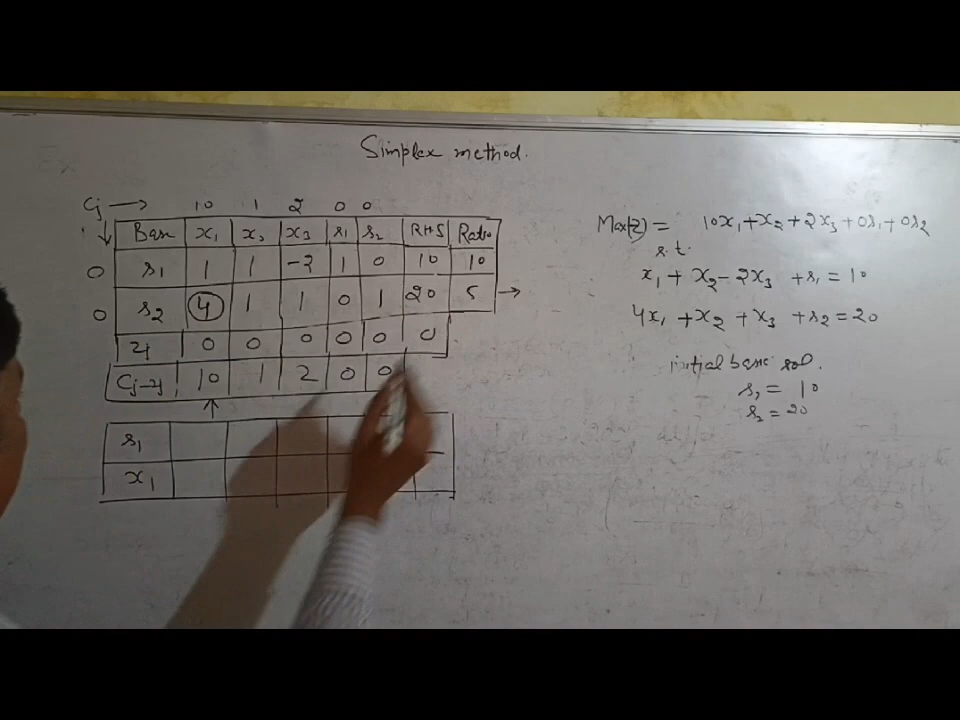 Simplex method.
Cj → 10 1 2 0 0
Base x1 x2 x3 s1 s2 RHS Ratio
0 s1 1 1 -2 1 0 10 10
0 s2 4 1 1 0 1 20 5 →
Zj 0 0 0 0 0 0
Cj-Zj 10 1 2 0 0
↑
s1
x1
Max(Z) = 10x1+x2+2x3+0s1+0s2
s.t.
x1 + x2-2x3 +s1 = 10
4x1 +x2 +x3 +s2=20
initial basic sol.
s1 = 10
s2 = 20